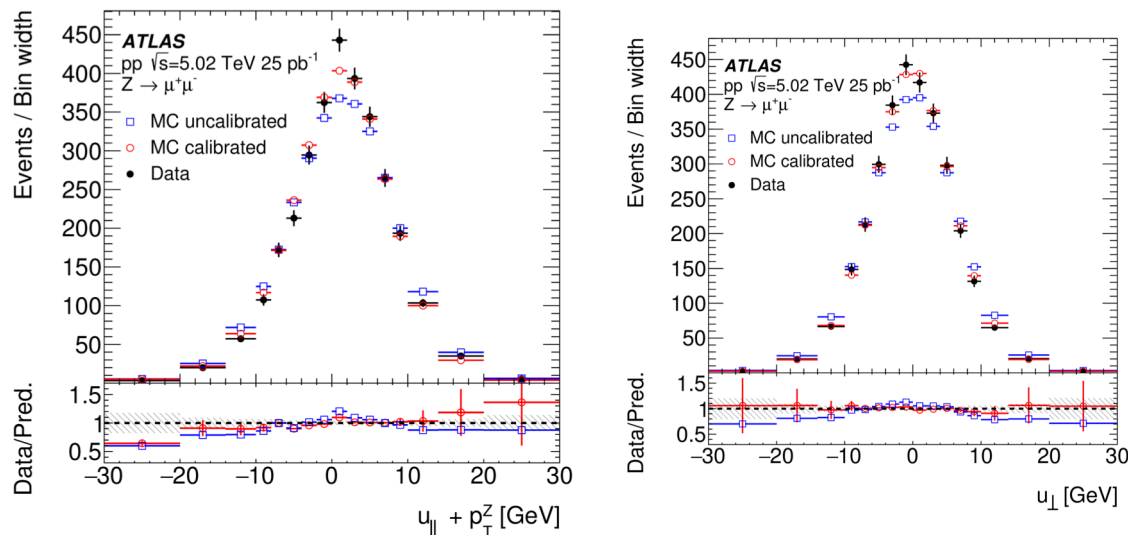 Events / Bin width
450
400
350
300
250
200
150
100
50
ATLAS
pp √s=5.02 TeV 25 pb⁻¹
Z → μ⁺μ⁻
MC uncalibrated
MC calibrated
Data
Data/Pred.
1.5
1
0.5
−30 −20 −10 0 10 20 30
u∥ + p_T^Z [GeV]
Events / Bin width
450
400
350
300
250
200
150
100
50
ATLAS
pp √s=5.02 TeV 25 pb⁻¹
Z → μ⁺μ⁻
MC uncalibrated
MC calibrated
Data
Data/Pred.
1.5
1
0.5
−30 −20 −10 0 10 20 30
u⊥ [GeV]